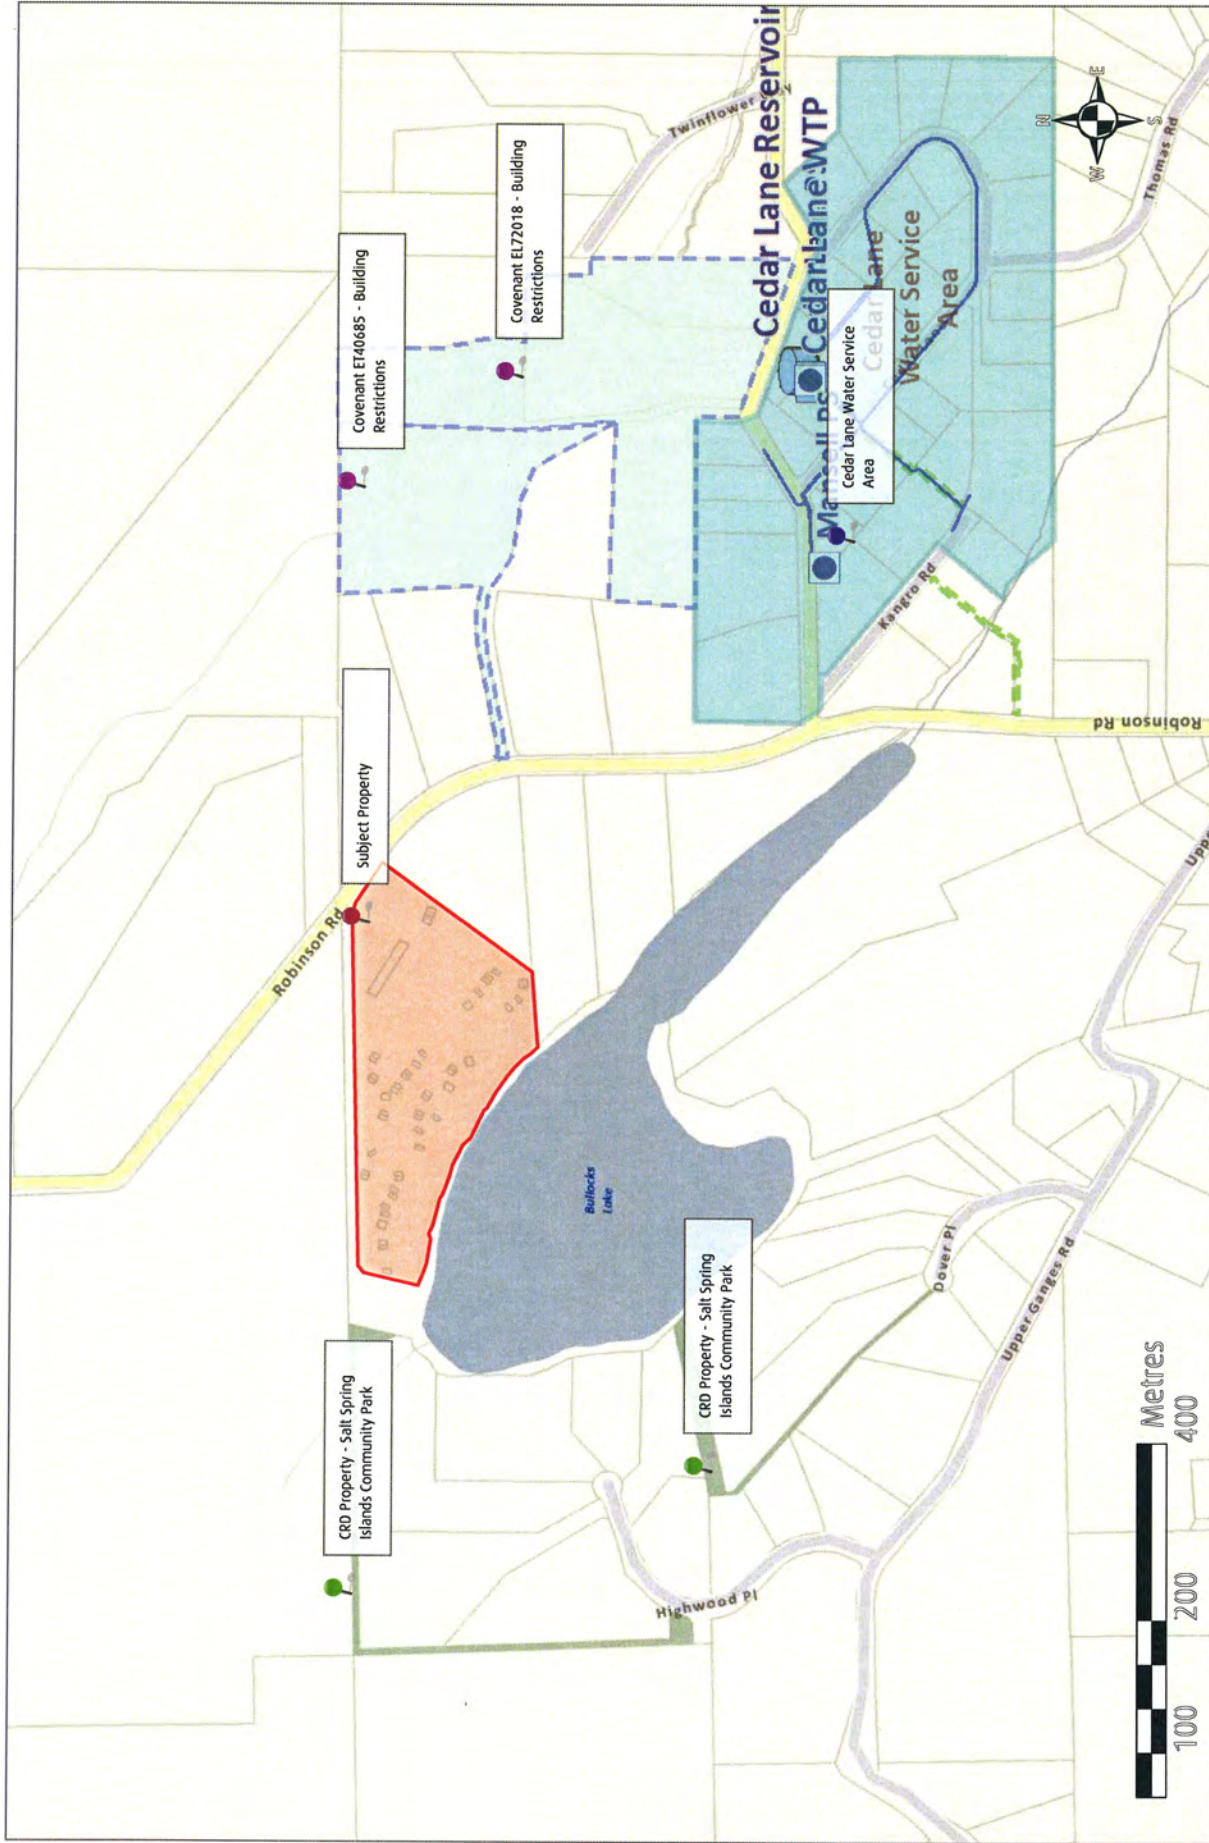 CRD Property - Salt Spring
Islands Community Park
Robinson Rd
Subject Property
Covenant ET40685 - Building
Restrictions
Covenant EL72018 - Building
Restrictions
Twinflower
Highwood Pl
CRD Property - Salt Spring
Islands Community Park
Bullocks
Lake
Cedar Lane Reservoir
Cedar Lane WTP
Mansell PS
Cedar Lane Water Service
Area
Cedar Lane
Water Service
Area
Kangro Rd
Dover Pl
Upper Ganges Rd
Robinson Rd
Thomas Rd
N
E
S
W
Metres
100
200
400